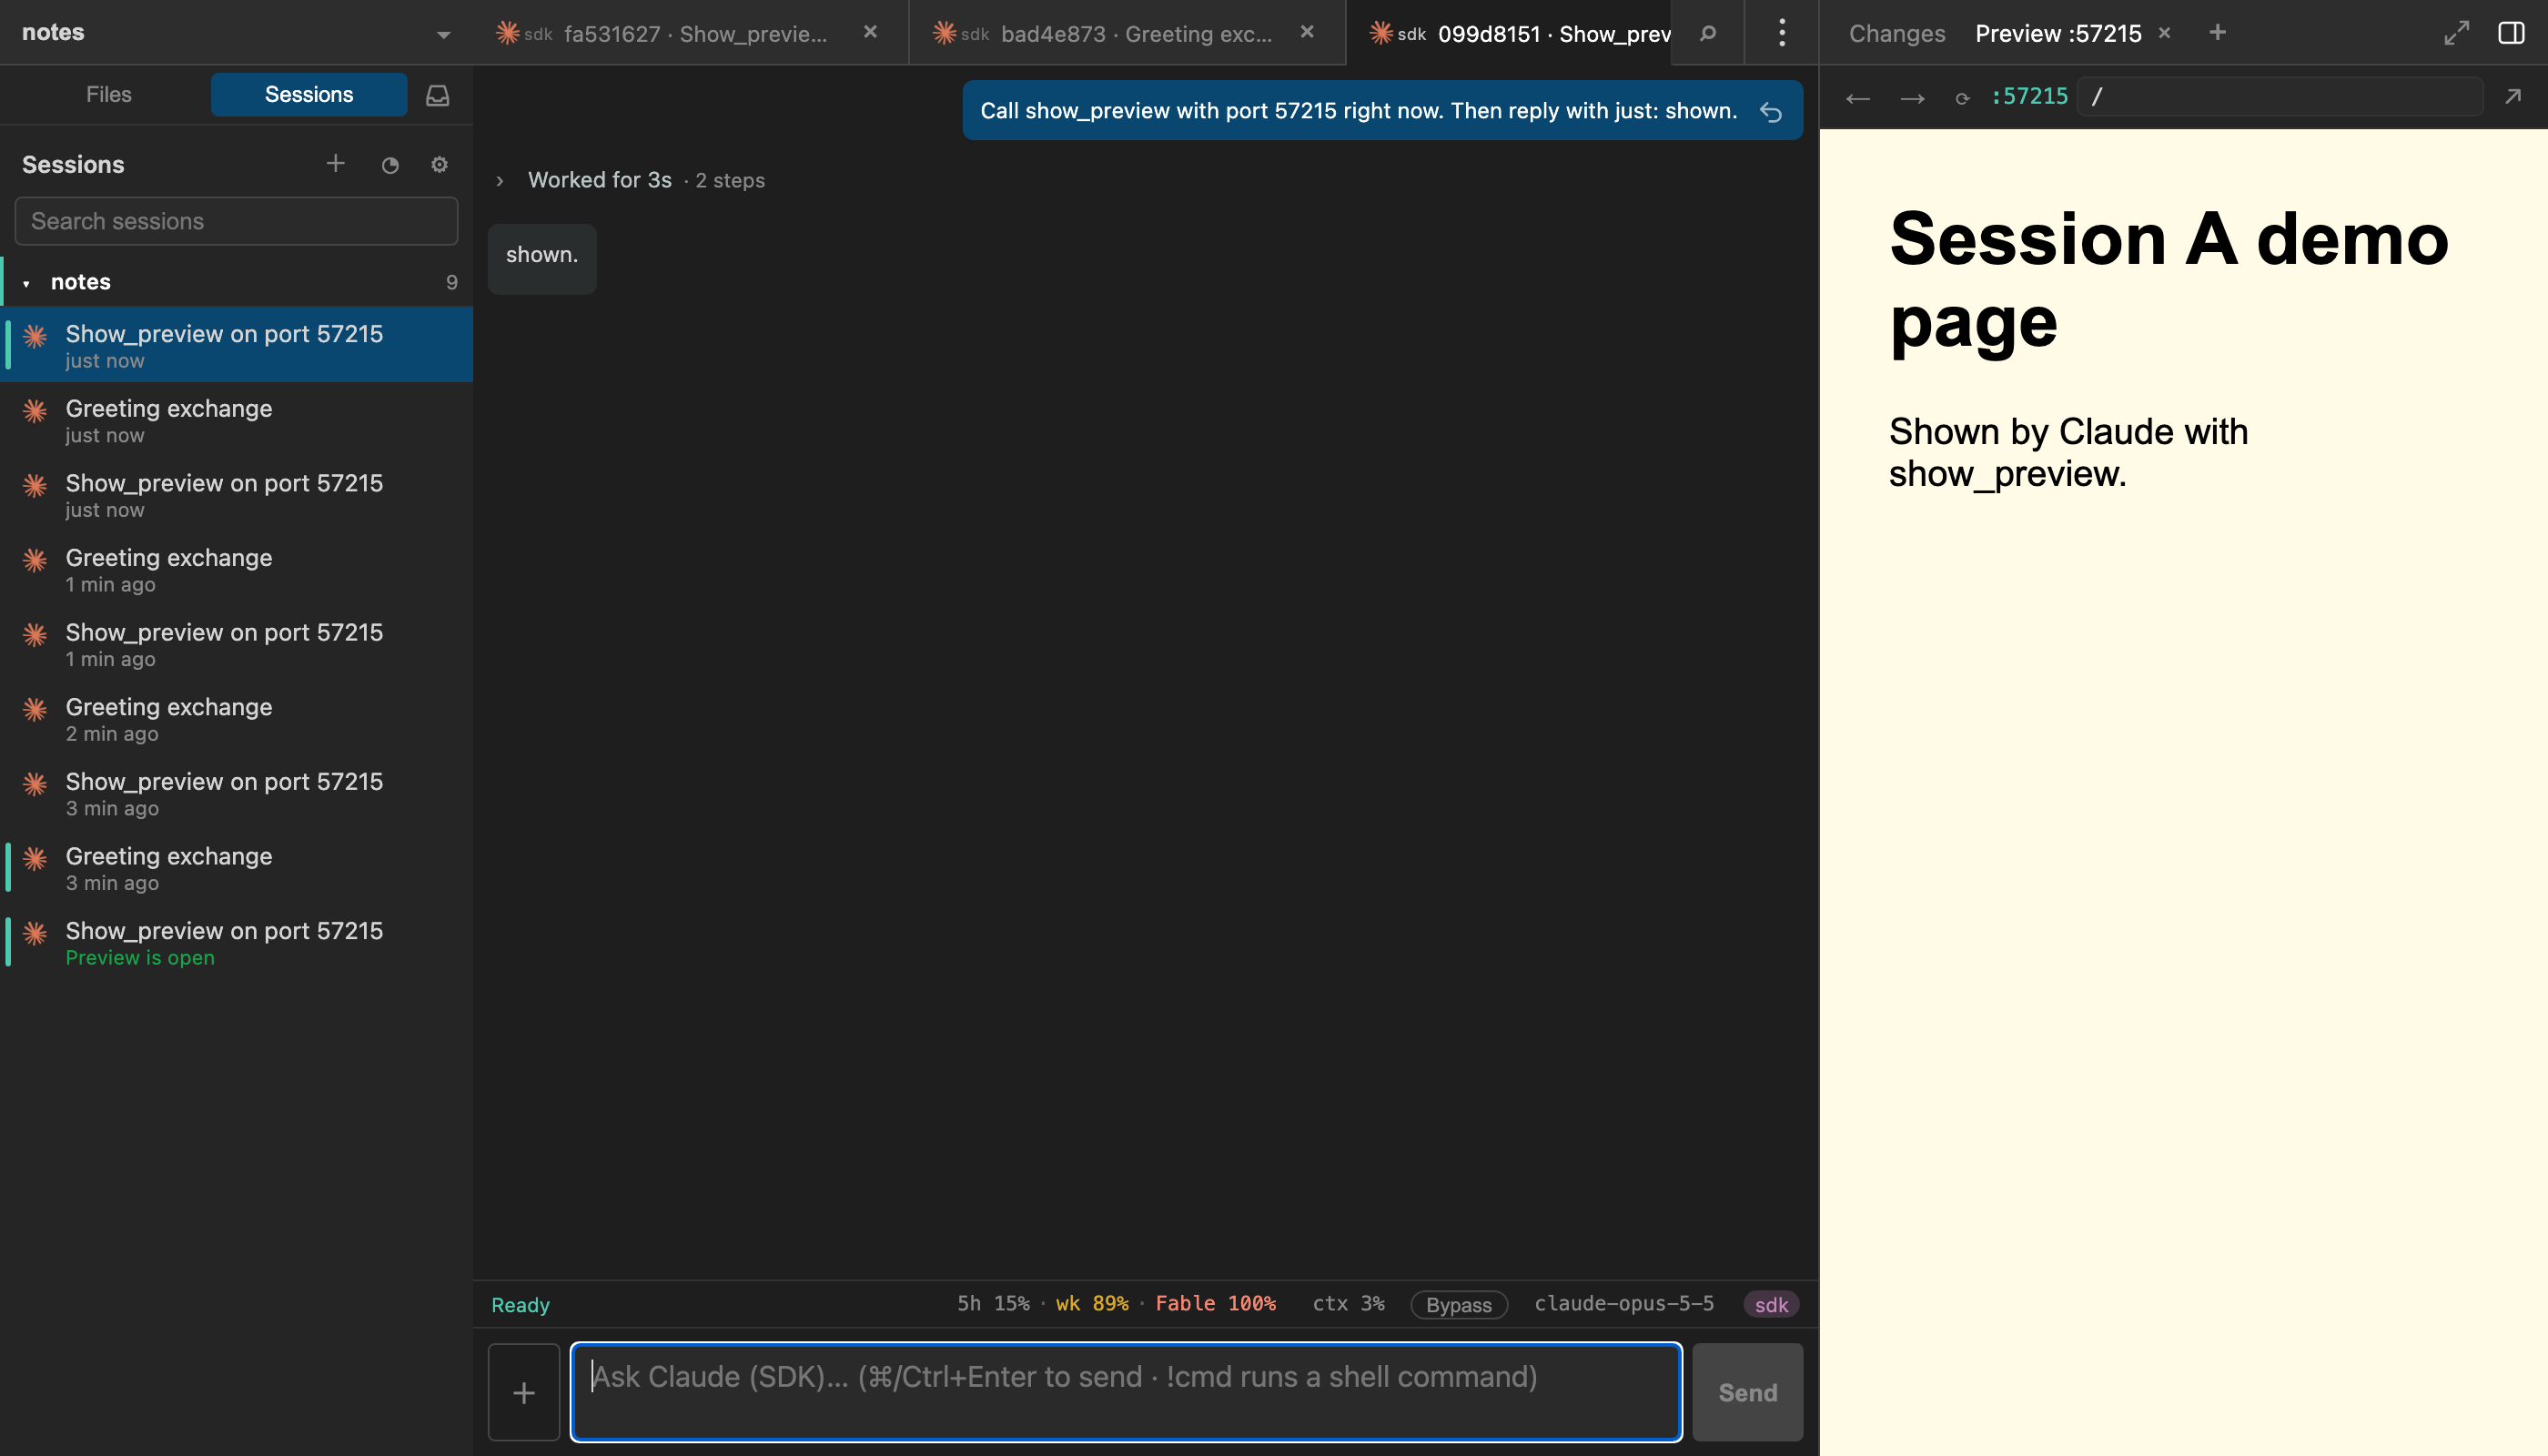 notes
sdk fa531627 · Show_previe...
sdk bad4e873 · Greeting exc...
sdk 099d8151 · Show_prev
Changes
Preview :57215
Files
Sessions
:57215
/
Call show_preview with port 57215 right now. Then reply with just: shown.
Worked for 3s · 2 steps
shown.
Sessions
Search sessions
notes
9
Show_preview on port 57215
just now
Greeting exchange
just now
Show_preview on port 57215
just now
Greeting exchange
1 min ago
Show_preview on port 57215
1 min ago
Greeting exchange
2 min ago
Show_preview on port 57215
3 min ago
Greeting exchange
3 min ago
Show_preview on port 57215
Preview is open
Session A demo
page
Shown by Claude with
show_preview.
Ready
5h 15% · wk 89% · Fable 100%
ctx 3%
Bypass
claude-opus-5-5
sdk
Ask Claude (SDK)... (⌘/Ctrl+Enter to send · !cmd runs a shell command)
Send